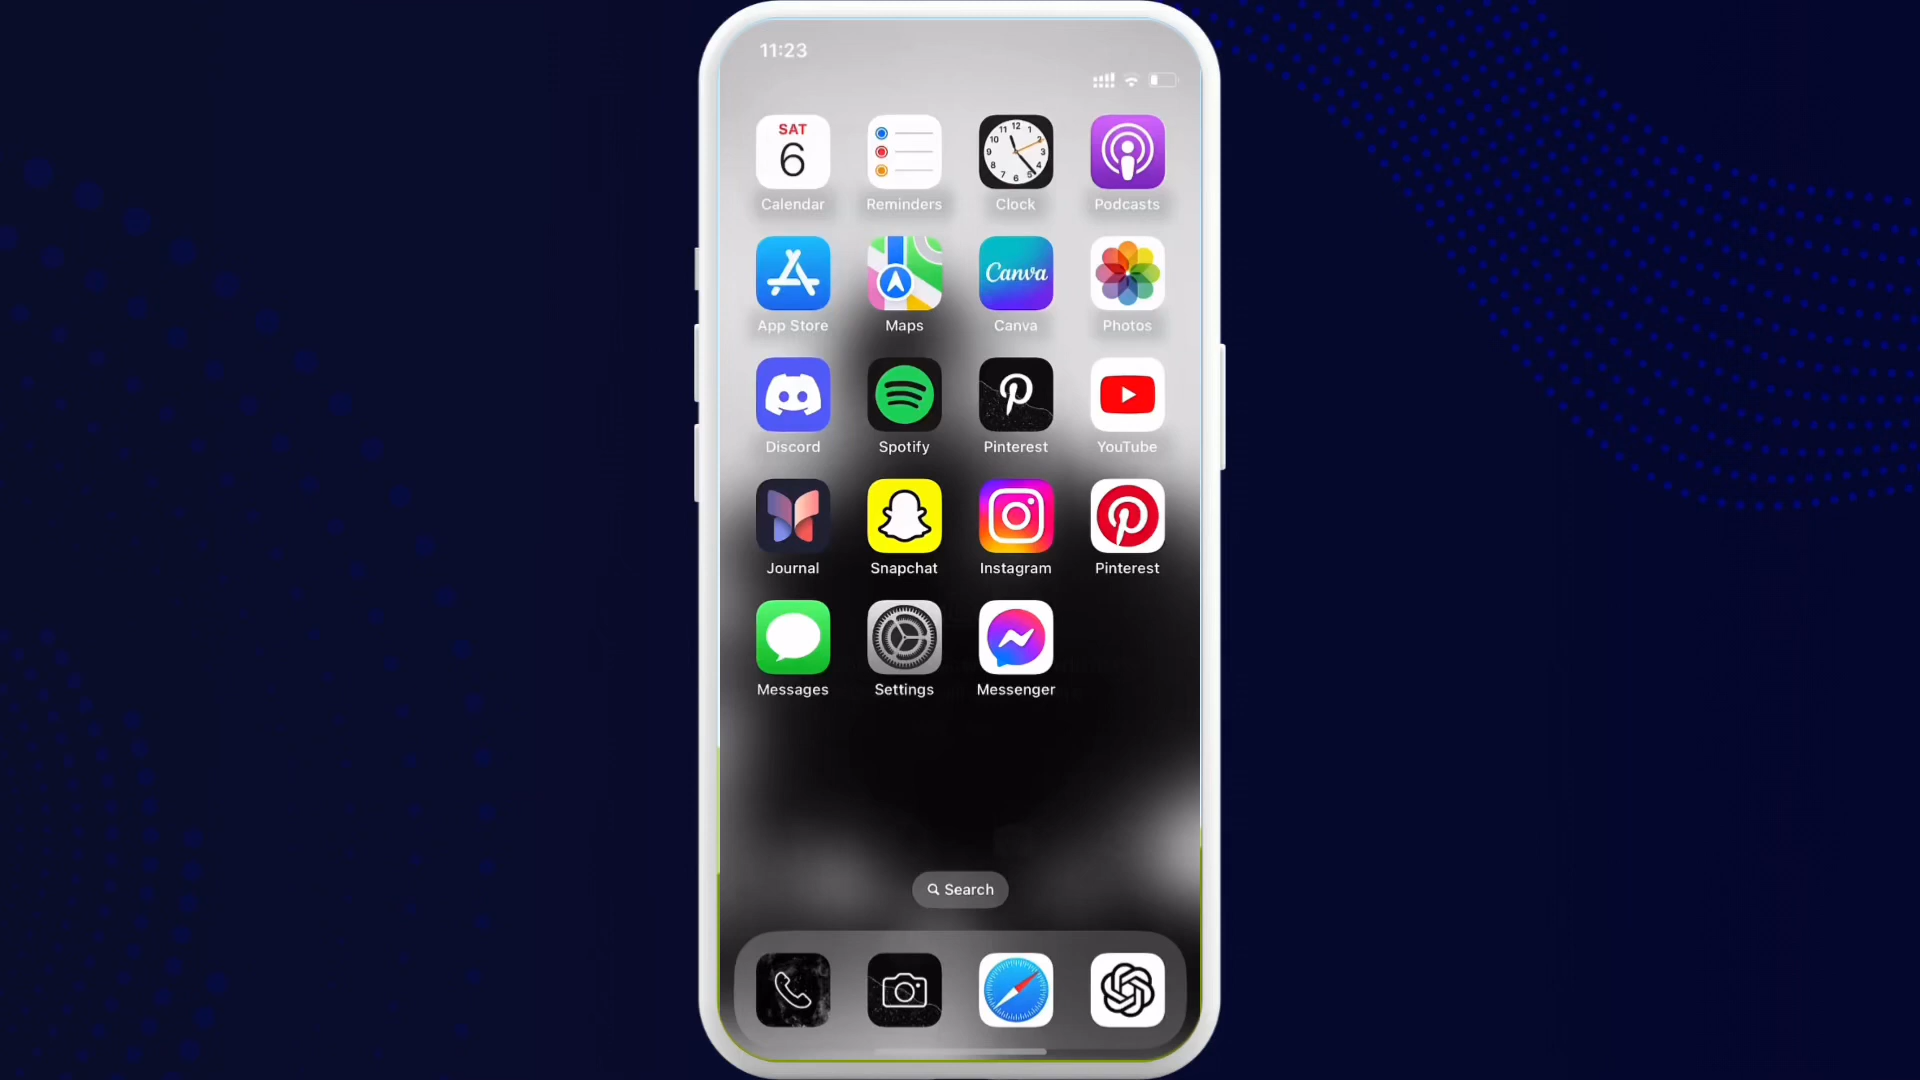 11:23
SAT
6
Calendar Reminders Clock Podcasts
Canva
App Store Maps Canva Photos
Discord Spotify Pinterest YouTube
Journal Snapchat Instagram Pinterest
Messages Settings Messenger
Search